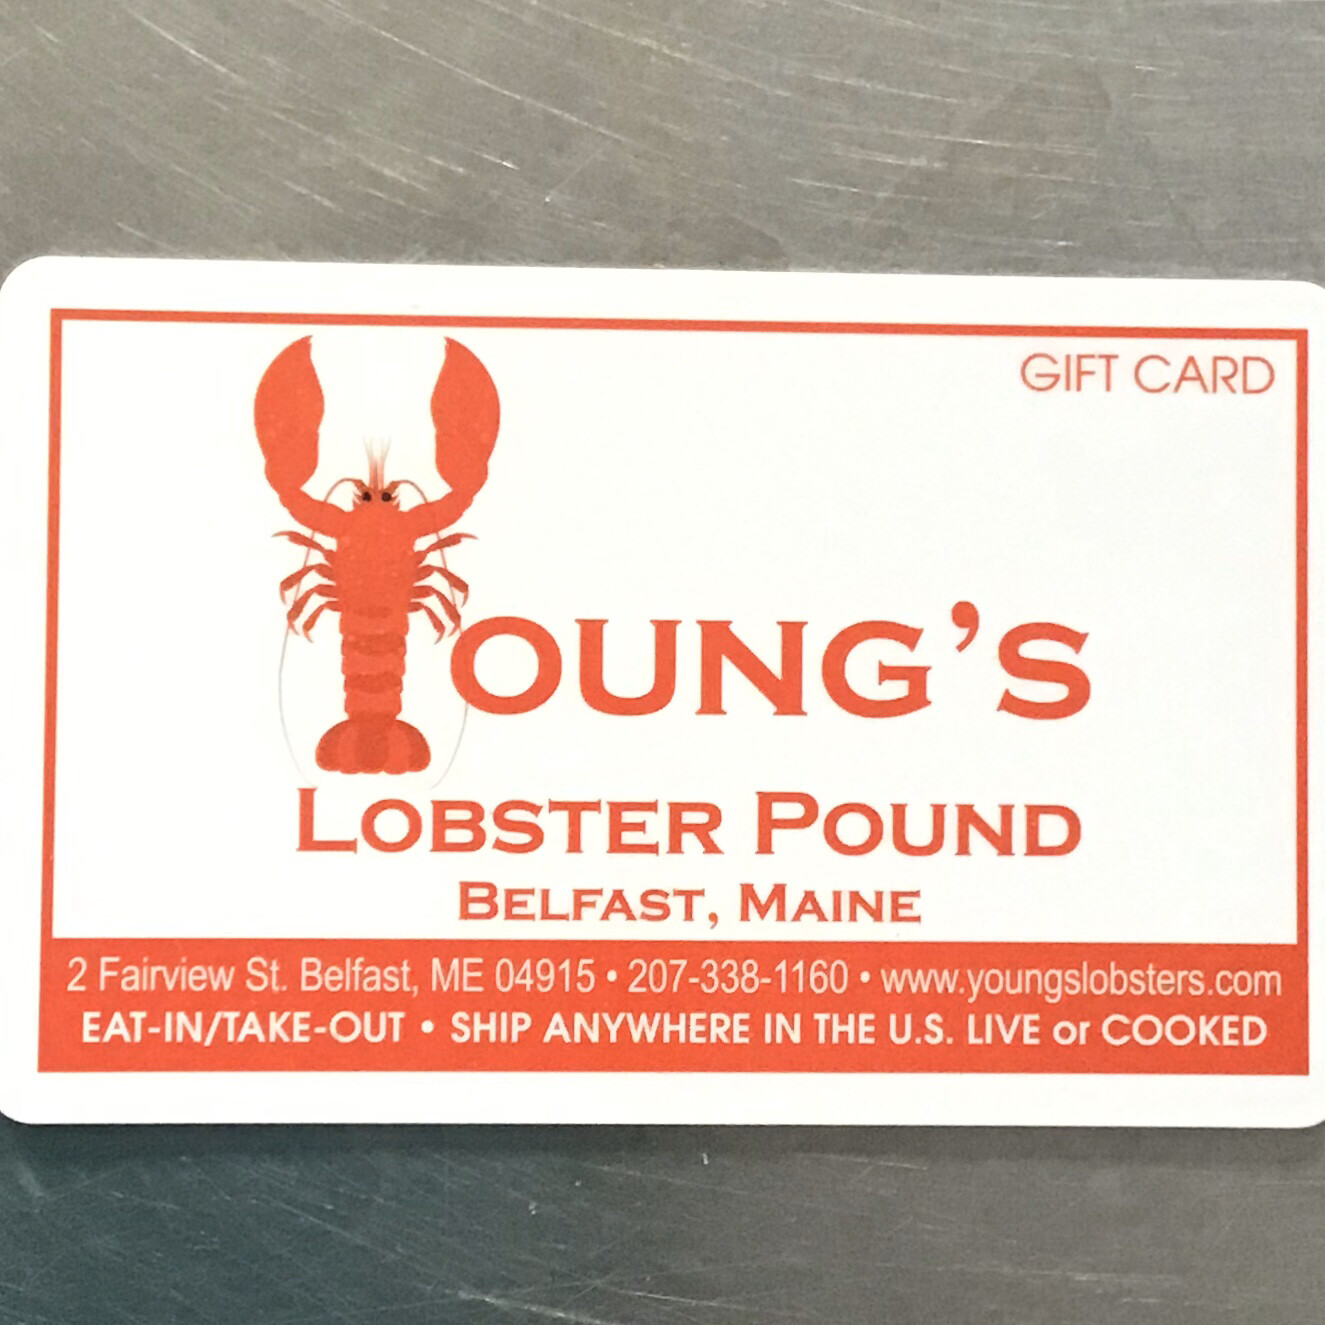 GIFT CARD
YOUNG'S
LOBSTER POUND
BELFAST, MAINE
2 Fairview St. Belfast, ME 04915 • 207-338-1160 • www.youngslobsters.com
EAT-IN/TAKE-OUT • SHIP ANYWHERE IN THE U.S. LIVE or COOKED